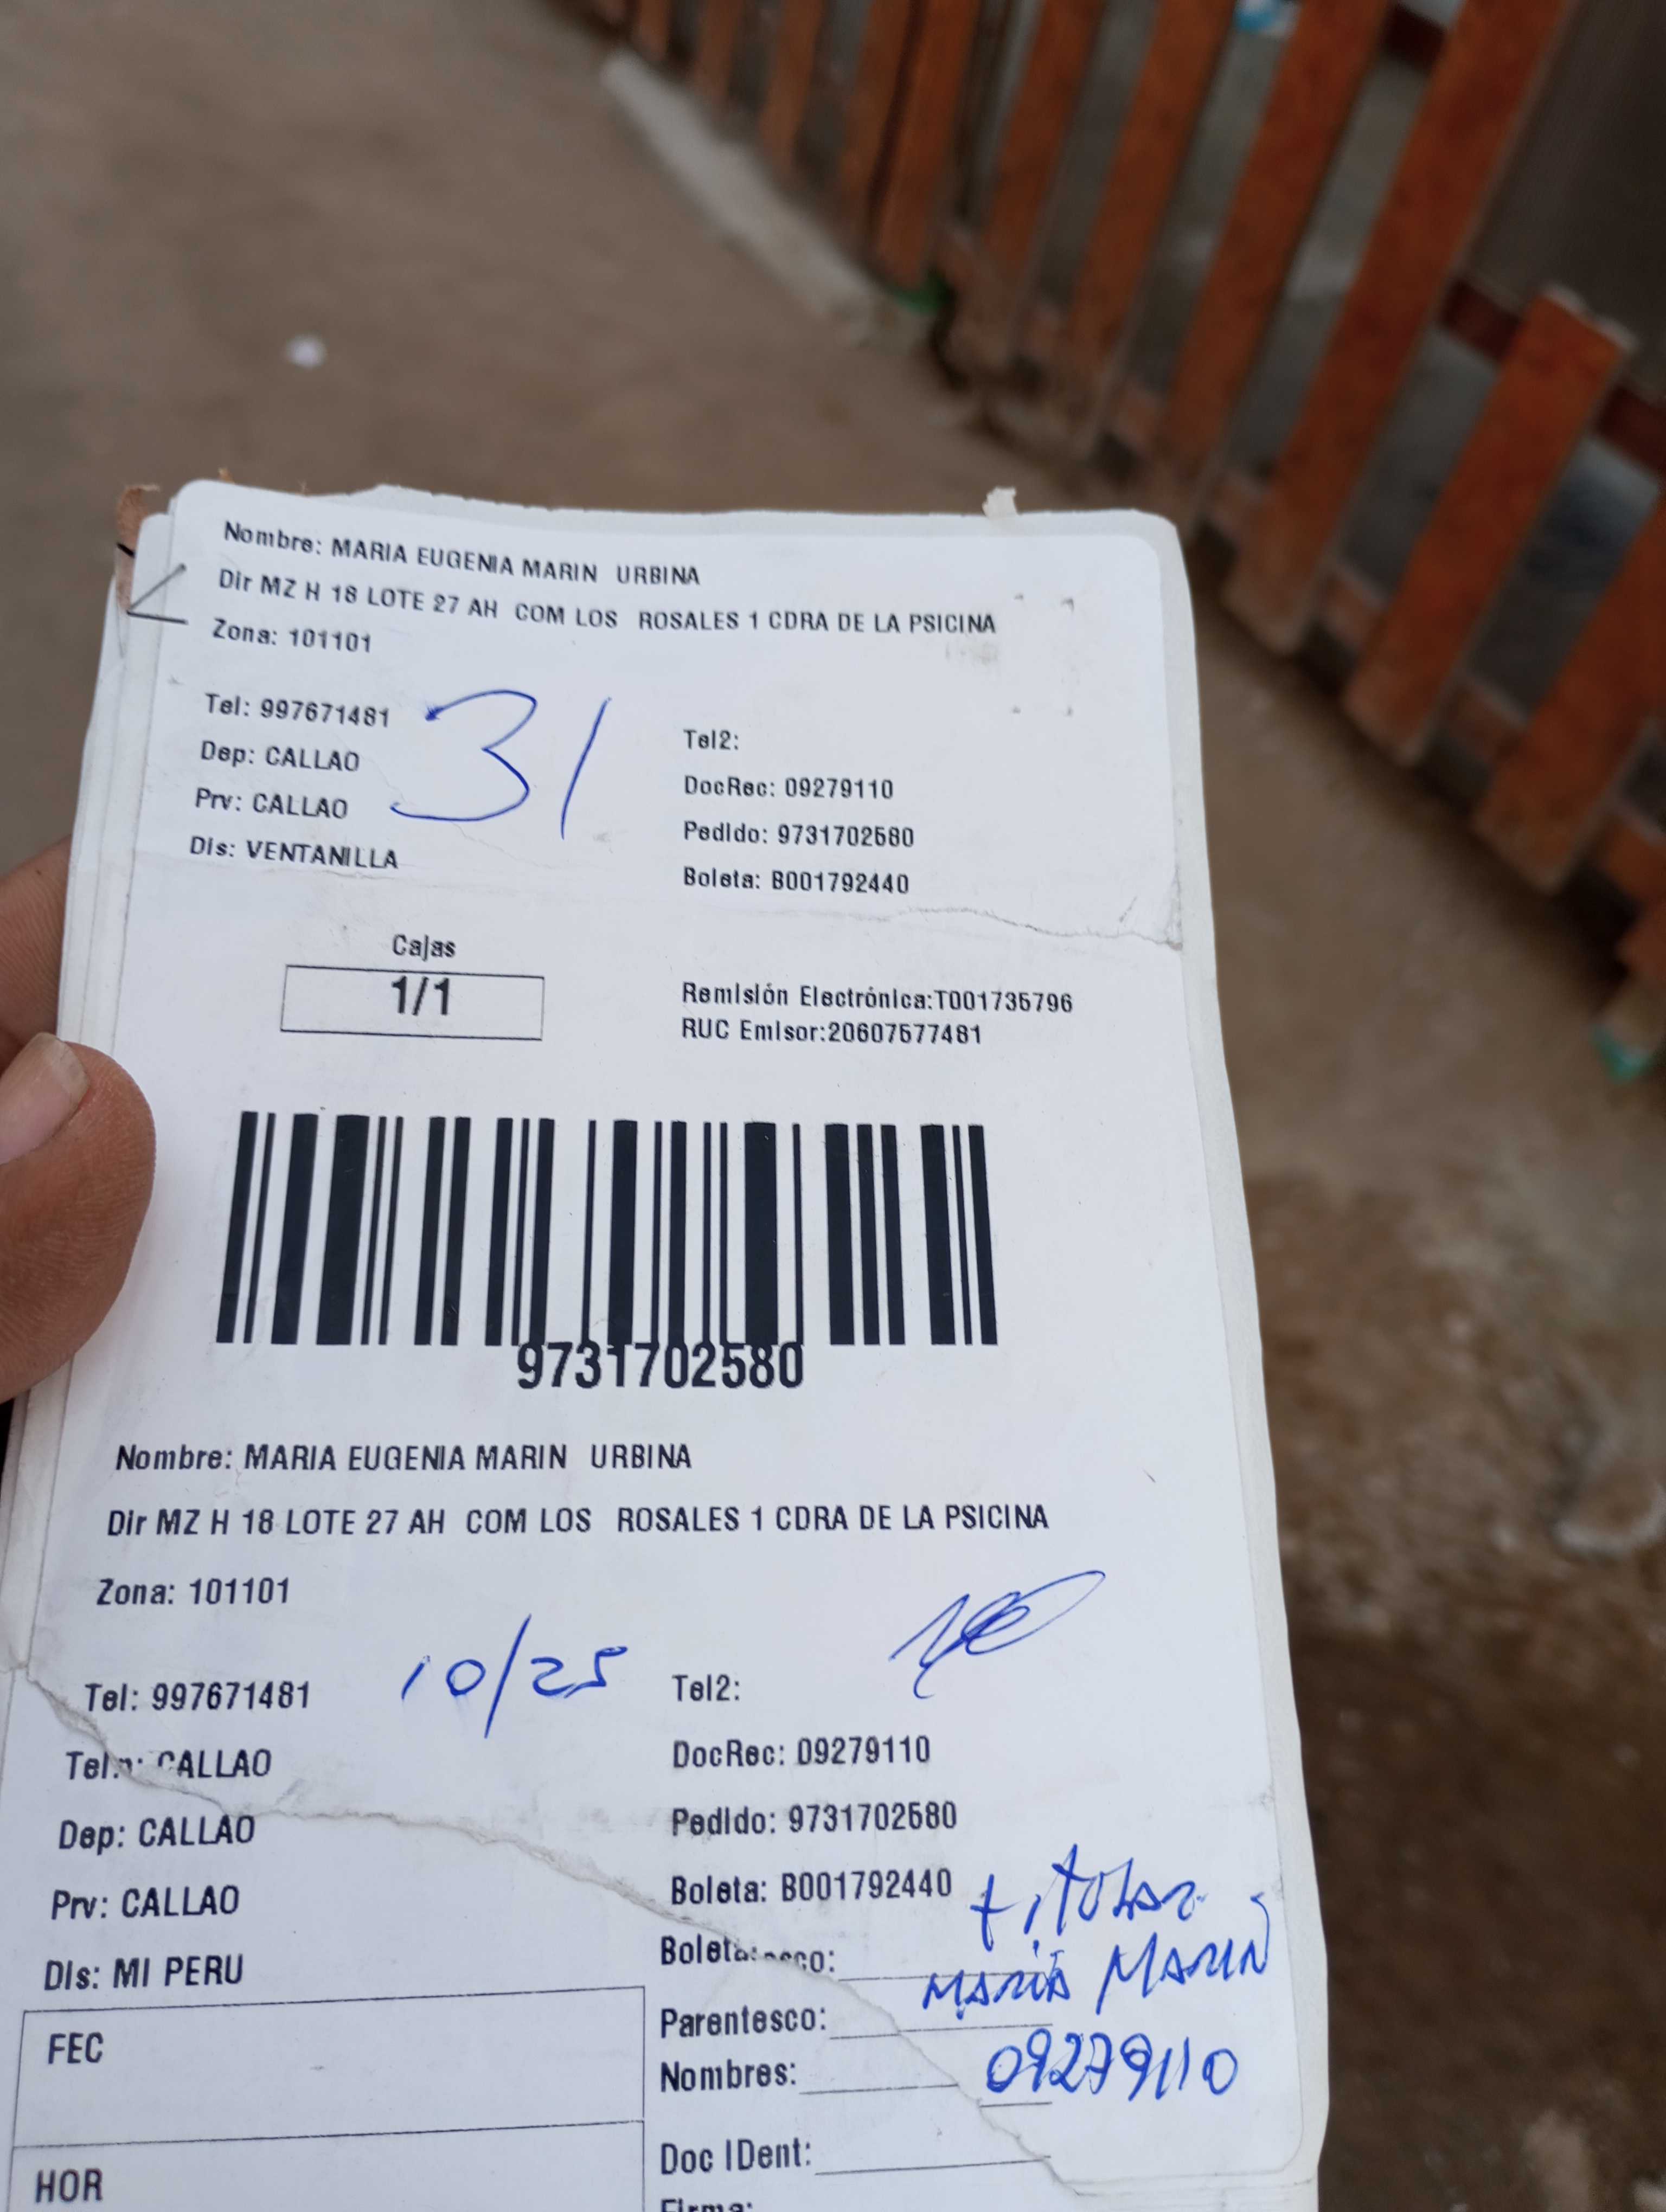 Nombre: MARIA EUGENIA MARIN URBINA
Dir MZ H 18 LOTE 27 AH COM LOS ROSALES 1 CDRA DE LA PSICINA
Zona: 101101
Tel: 997671481
31
Tel2:
Dep: CALLAO
DocRec: 09279110
Prv: CALLAO
Pedido: 9731702580
Dis: VENTANILLA
Boleta: B001792440
Cajas
1/1
Remisión Electrónica:T001735796
RUC Emisor:20607577481
9731702580
Nombre: MARIA EUGENIA MARIN URBINA
Dir MZ H 18 LOTE 27 AH COM LOS ROSALES 1 CDRA DE LA PSICINA
Zona: 101101
Tel: 997671481
10/25
Tel2:
CALLAO
DocRec: 09279110
Dep: CALLAO
Pedido: 9731702580
Prv: CALLAO
Boleta: B001792440
titular
Dis: MI PERU
MARIA MARIN
FEC
Parentesco:
Nombres:
09279110
HOR
Doc IDent:
Firma: